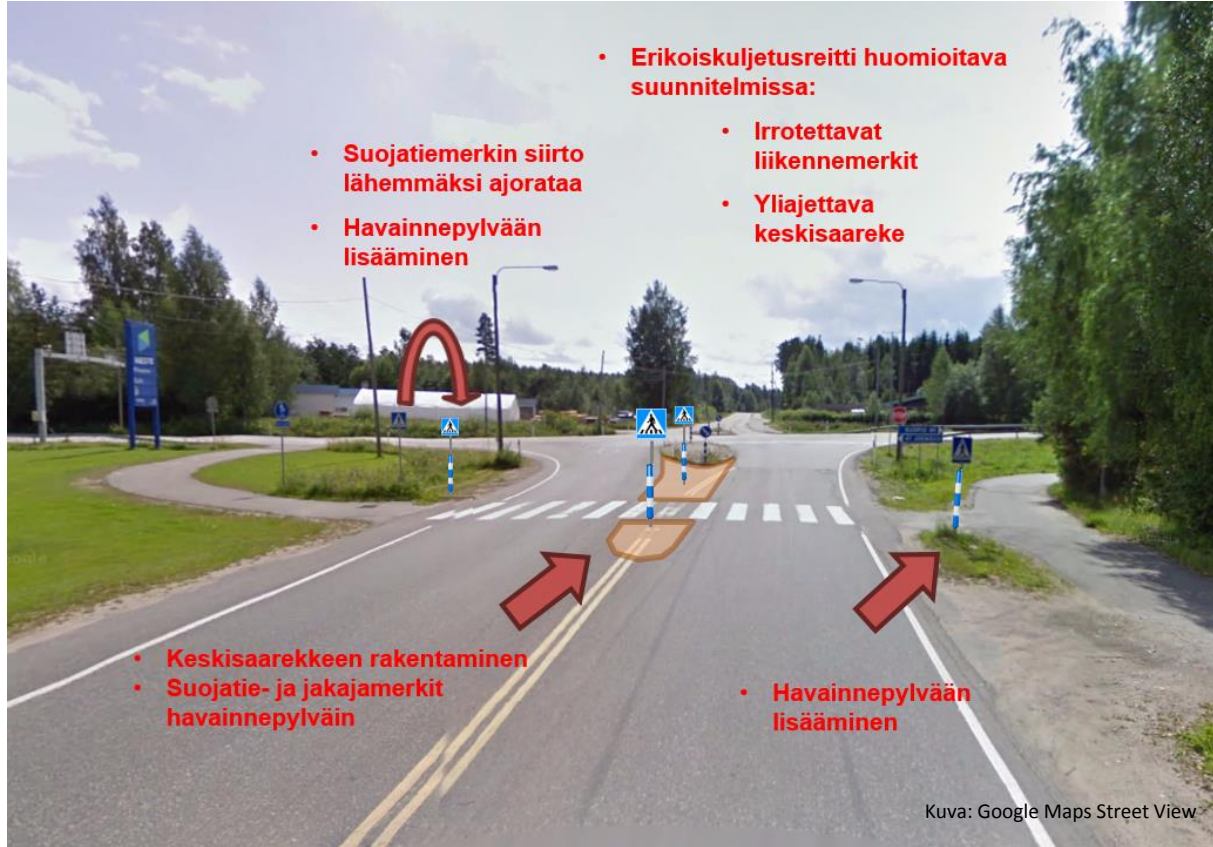 • Erikoiskuljetusreitti huomioitava
suunnitelmissa:
• Irrotettavat
liikennemerkit
• Yliajettava
keskisaareke
• Suojatiemerkin siirto
lähemmäksi ajorataa
• Havainnepylvään
lisääminen
• Keskisaarekkeen rakentaminen
• Suojatie- ja jakajamerkit
havainnepylväin
• Havainnepylvään
lisääminen
Kuva: Google Maps Street View